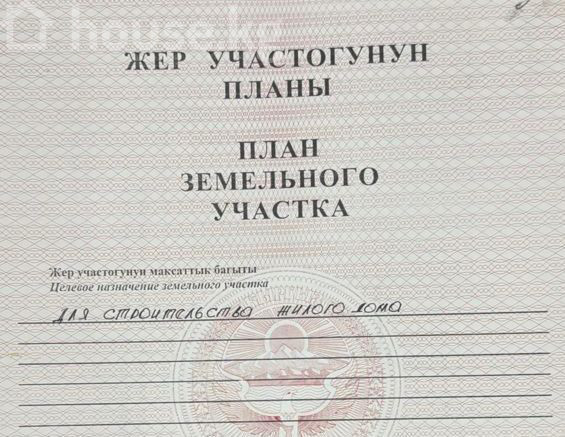 house.kg
ЖЕР УЧАСТОГУНУН
ПЛАНЫ
ПЛАН
ЗЕМЕЛЬНОГО
УЧАСТКА
Жер участогунун максаттык багыты
Целевое назначение земельного участка
ДЛЯ СТРОИТЕЛЬСТВА ЖИЛОГО ДОМА